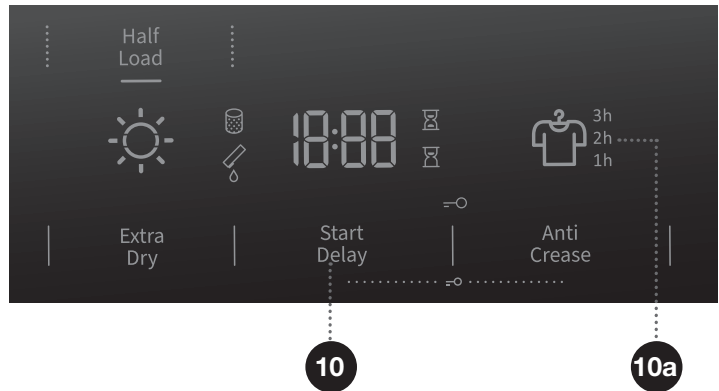 Half
Load
18:88
3h
2h
1h
Extra
Dry
Start
Delay
Anti
Crease
10
10a